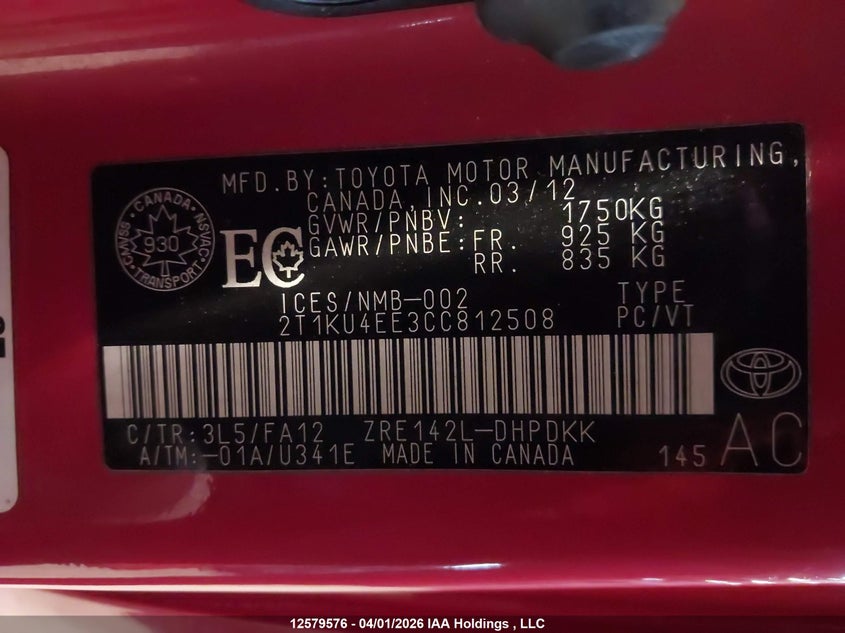 MFD.BY:TOYOTA MOTOR MANUFACTURING,
CANADA,INC.03/12
GVWR/PNBV: 1750KG
GAWR/PNBE:FR. 925 KG
RR. 835 KG
CANADA
CMVSS
930
NSVAC
TRANSPORT
EC
ICES/NMB-002 TYPE
2T1KU4EE3CC812508 PC/VT
C/TR:3L5/FA12 ZRE142L-DHPDKK
A/TM:-01A/U341E MADE IN CANADA 145 AC
12579576 - 04/01/2026 IAA Holdings , LLC